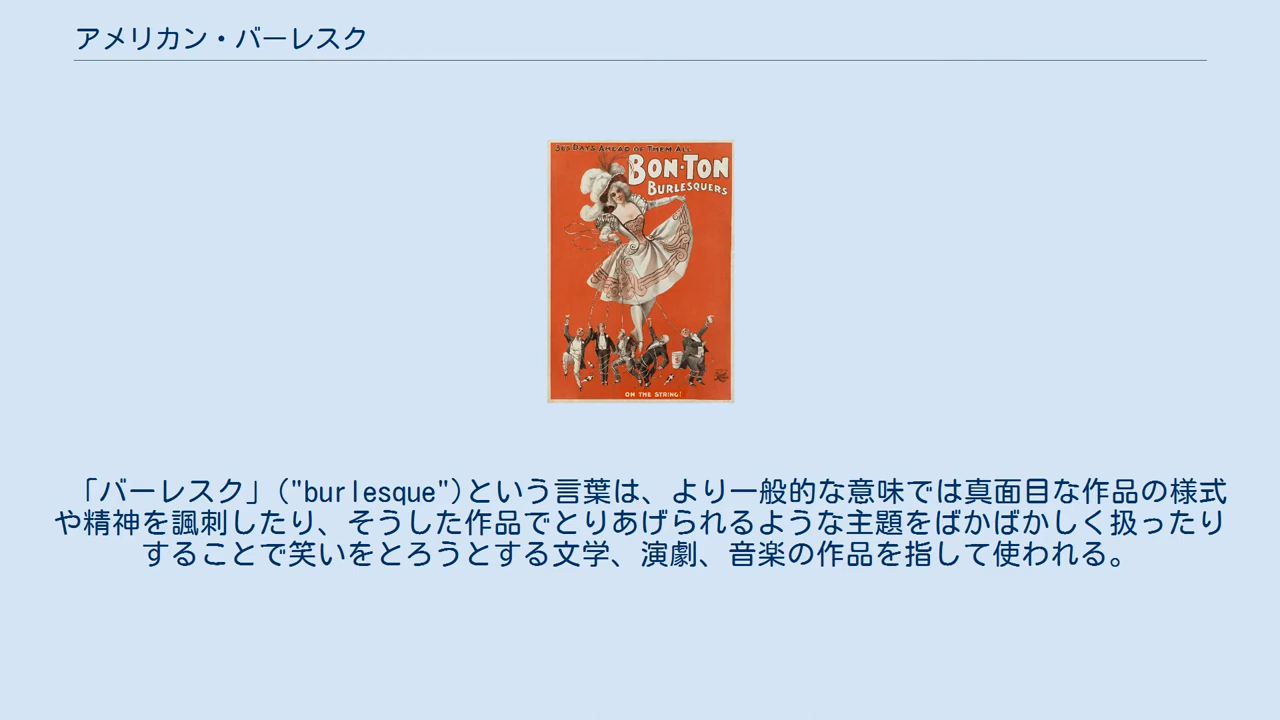 アメリカン・バーレスク
365 DAYS AHEAD OF THEM ALL
BON-TON
BURLESQUERS
ON THE STRING!
「バーレスク」("burlesque")という言葉は、より一般的な意味では真面目な作品の様式
や精神を諷刺したり、そうした作品でとりあげられるような主題をばかばかしく扱ったり
することで笑いをとろうとする文学、演劇、音楽の作品を指して使われる。